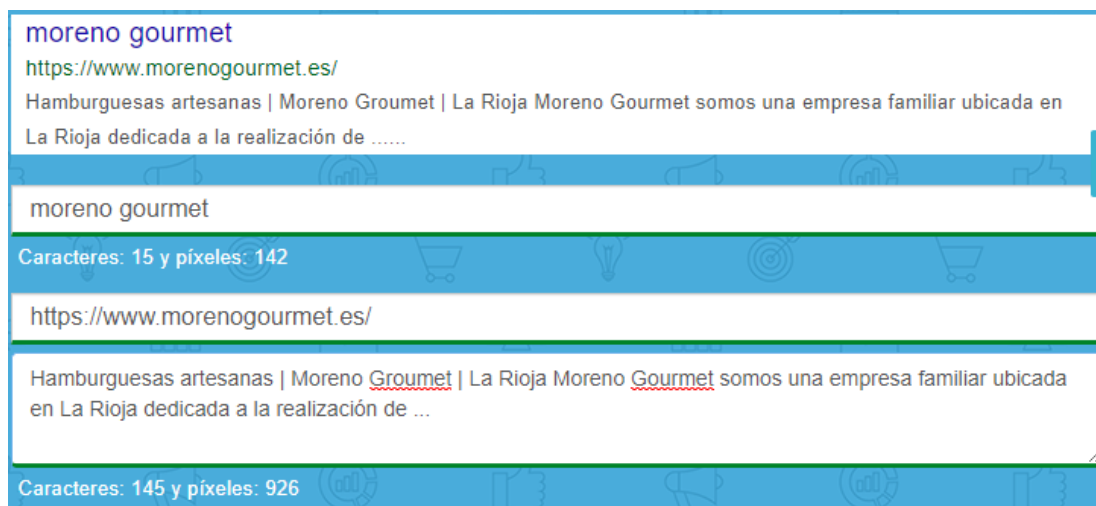 moreno gourmet
https://www.morenogourmet.es/
Hamburguesas artesanas | Moreno Groumet | La Rioja Moreno Gourmet somos una empresa familiar ubicada en
La Rioja dedicada a la realización de ......
moreno gourmet
Caracteres: 15 y píxeles: 142
https://www.morenogourmet.es/
Hamburguesas artesanas | Moreno Groumet | La Rioja Moreno Gourmet somos una empresa familiar ubicada
en La Rioja dedicada a la realización de ...
Caracteres: 145 y píxeles: 926